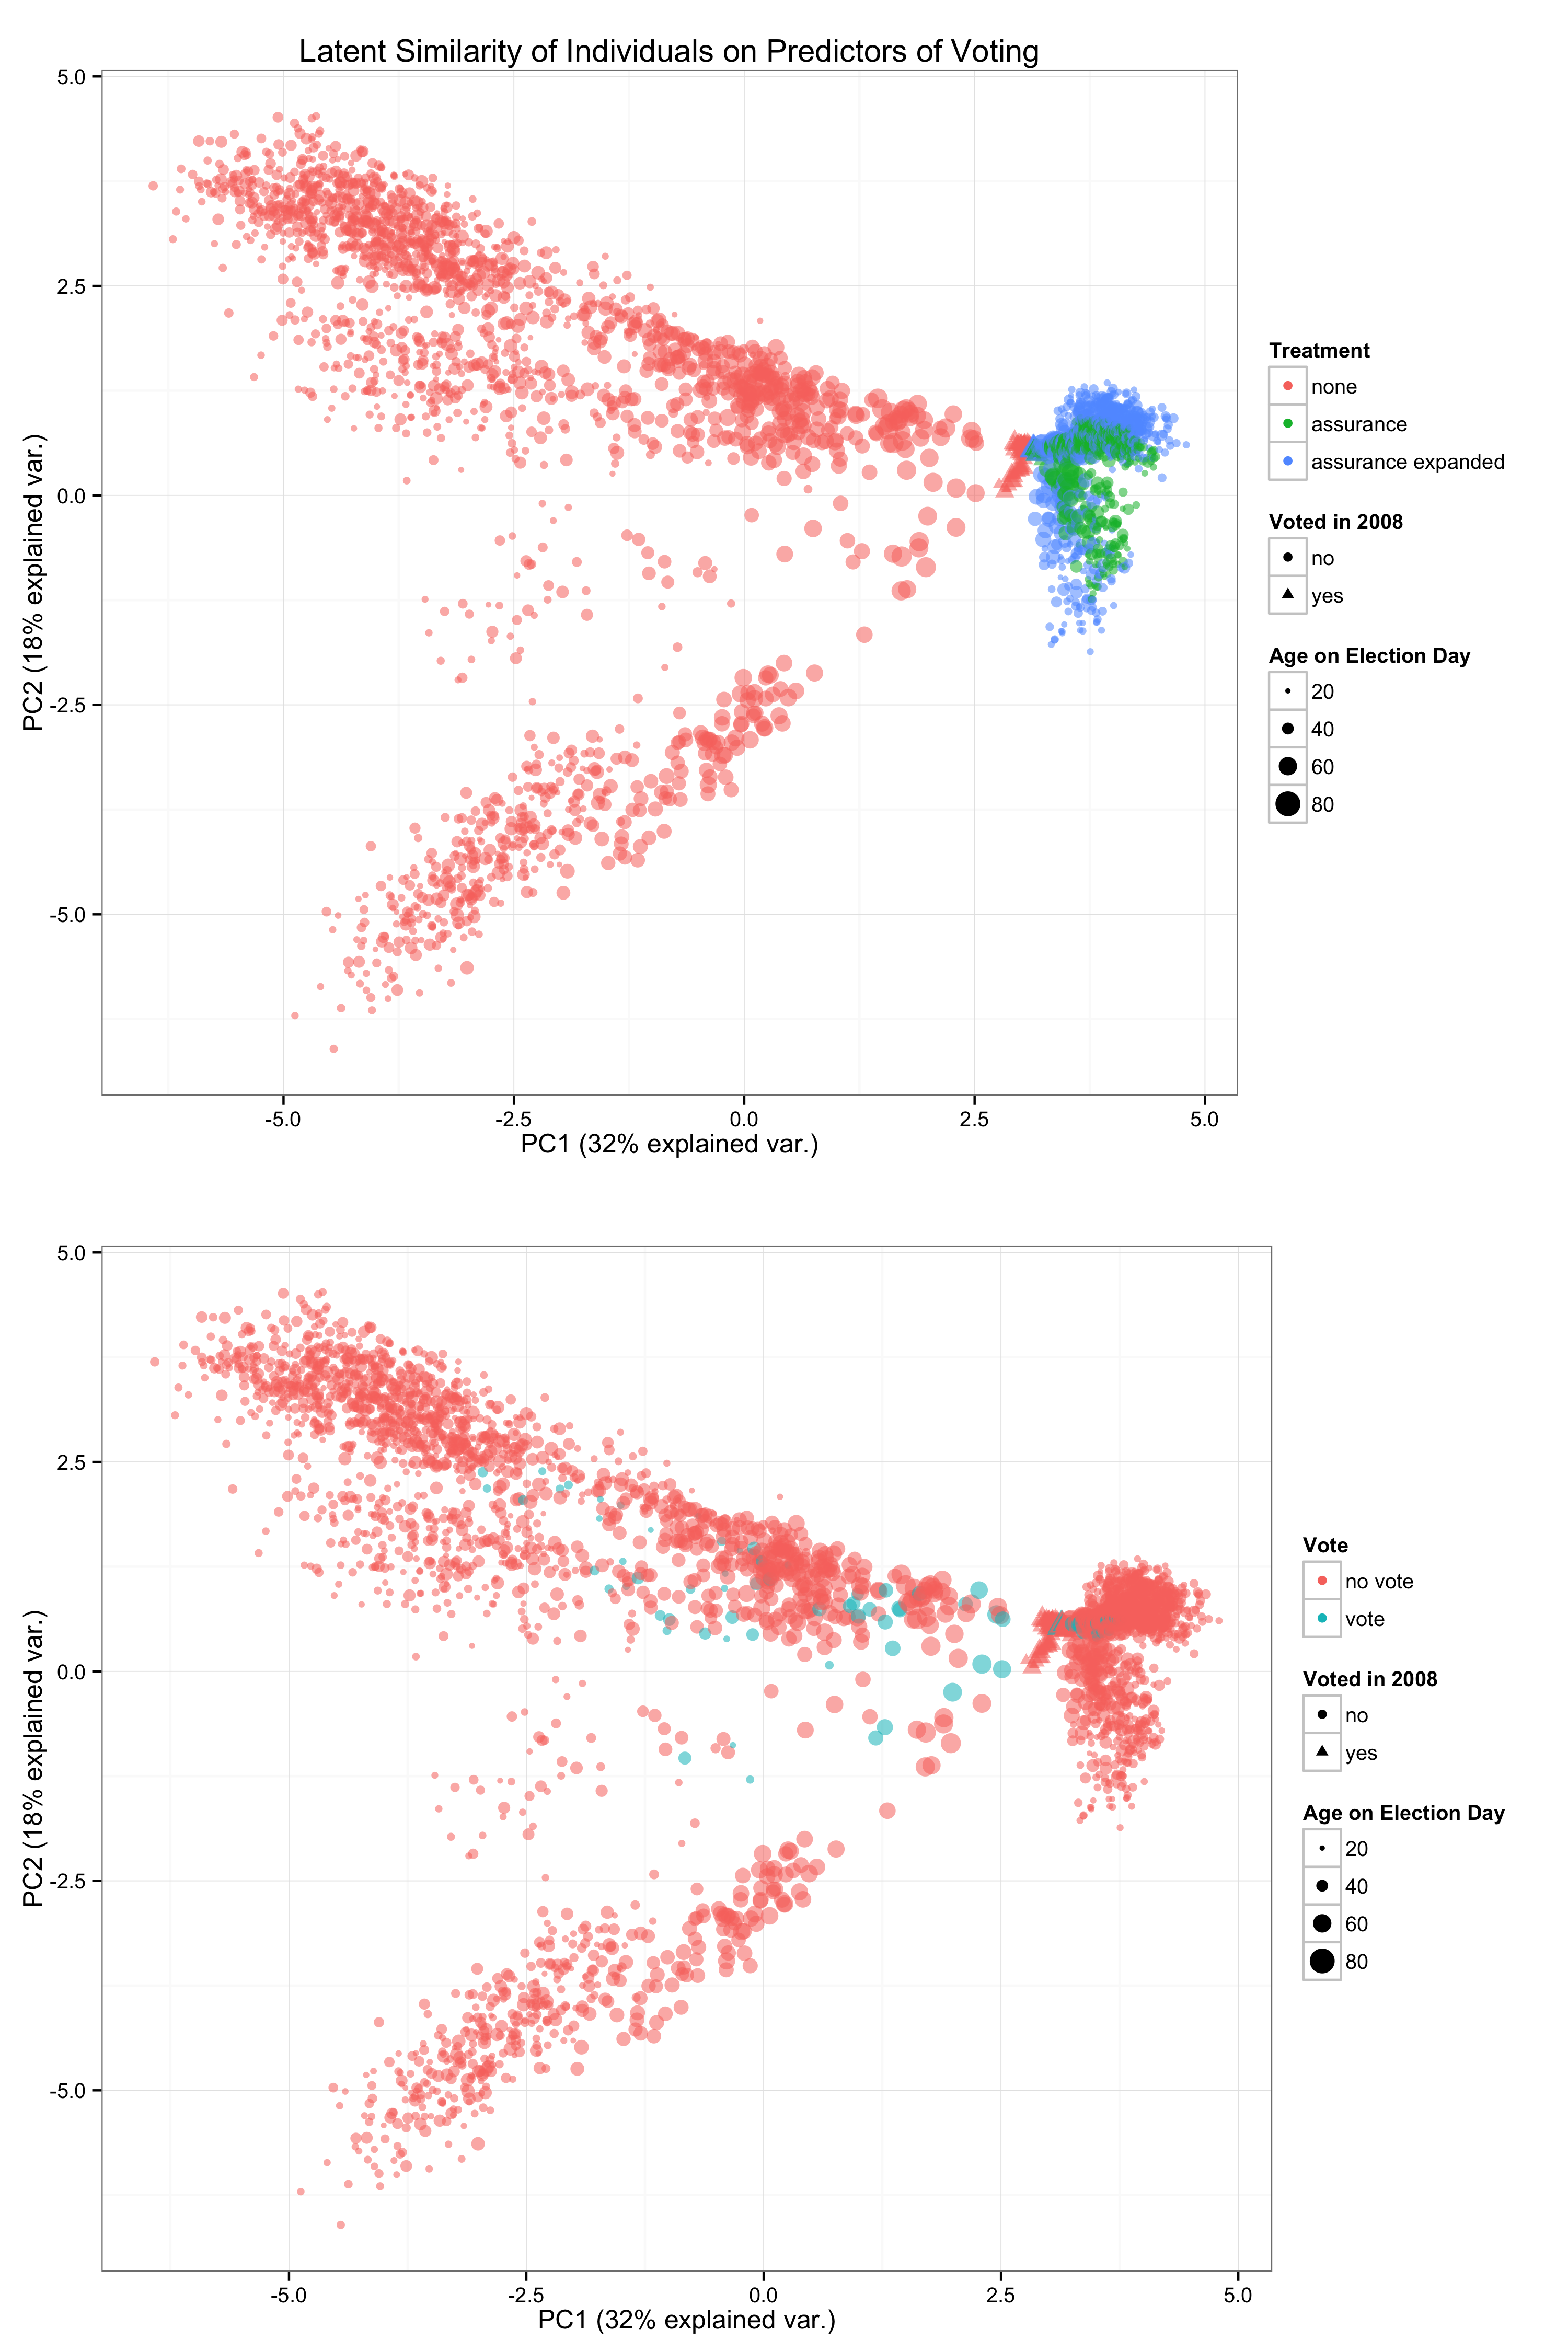 Latent Similarity of Individuals on Predictors of Voting
5.0
2.5
0.0
-2.5
-5.0
PC2 (18% explained var.)
-5.0
-2.5
0.0
2.5
5.0
PC1 (32% explained var.)
Treatment
none
assurance
assurance expanded
Voted in 2008
no
yes
Age on Election Day
20
40
60
80
5.0
2.5
0.0
-2.5
-5.0
PC2 (18% explained var.)
-5.0
-2.5
0.0
2.5
5.0
PC1 (32% explained var.)
Vote
no vote
vote
Voted in 2008
no
yes
Age on Election Day
20
40
60
80